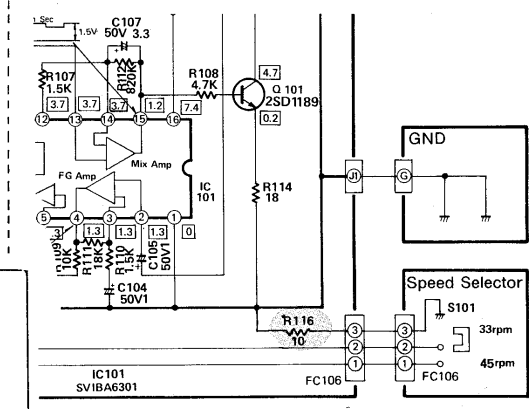 Sec
1.5V
C107
50V 3.3
R107
1.5K
R112
820K
R108
4.7K
4.7
Q 101
2SD1189
0.2
3.7
3.7
3.7
1.2
7.4
12
13
14
15
16
Mix Amp
FG Amp
IC
101
5
4
3
2
1
3
1.3
1.3
1.3
0
R109
10K
R111
18K
R110
1.5K
C105
50V1
C104
50V1
R114
18
J1
G
GND
Speed Selector
S101
33rpm
45rpm
R116
10
3
2
1
3
2
1
IC101
SVIBA6301
FC106
FC106